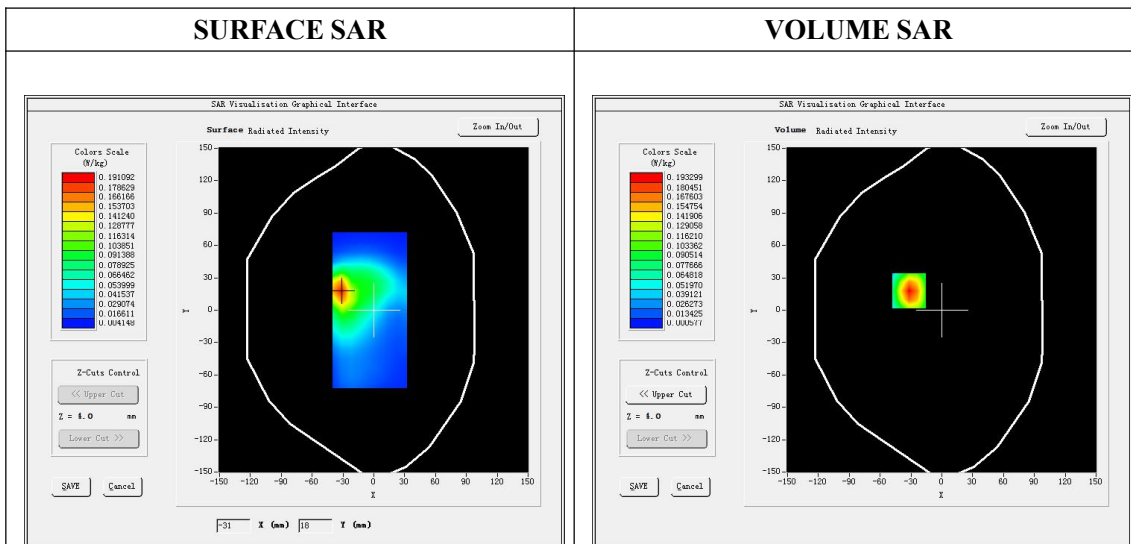 SURFACE SAR
VOLUME SAR
SAR Visualisation Graphical Interface
Surface Radiated Intensity
Zoom In/Out
Colors Scale
(W/kg)
0.191092
0.178629
0.166166
0.153703
0.141240
0.128777
0.116314
0.103851
0.091388
0.078925
0.066462
0.053999
0.041537
0.029074
0.016611
0.004148
150
120
90
60
30
0
-30
-60
-90
-120
-150
Y
-150 -120 -90 -60 -30 0 30 60 90 120 150
X
Z-Cuts Control
<< Upper Cut
Z = 4.0 mm
Lower Cut >>
SAVE Cancel
-31 X (mm) 18 Y (mm)
SAR Visualisation Graphical Interface
Volume Radiated Intensity
Zoom In/Out
Colors Scale
(W/kg)
0.193299
0.180451
0.167603
0.154754
0.141906
0.129058
0.116210
0.103362
0.090514
0.077666
0.064818
0.051970
0.039121
0.026273
0.013425
0.000577
150
120
90
60
30
0
-30
-60
-90
-120
-150
Y
-150 -120 -90 -60 -30 0 30 60 90 120 150
X
Z-Cuts Control
<< Upper Cut
Z = 4.0 mm
Lower Cut >>
SAVE Cancel